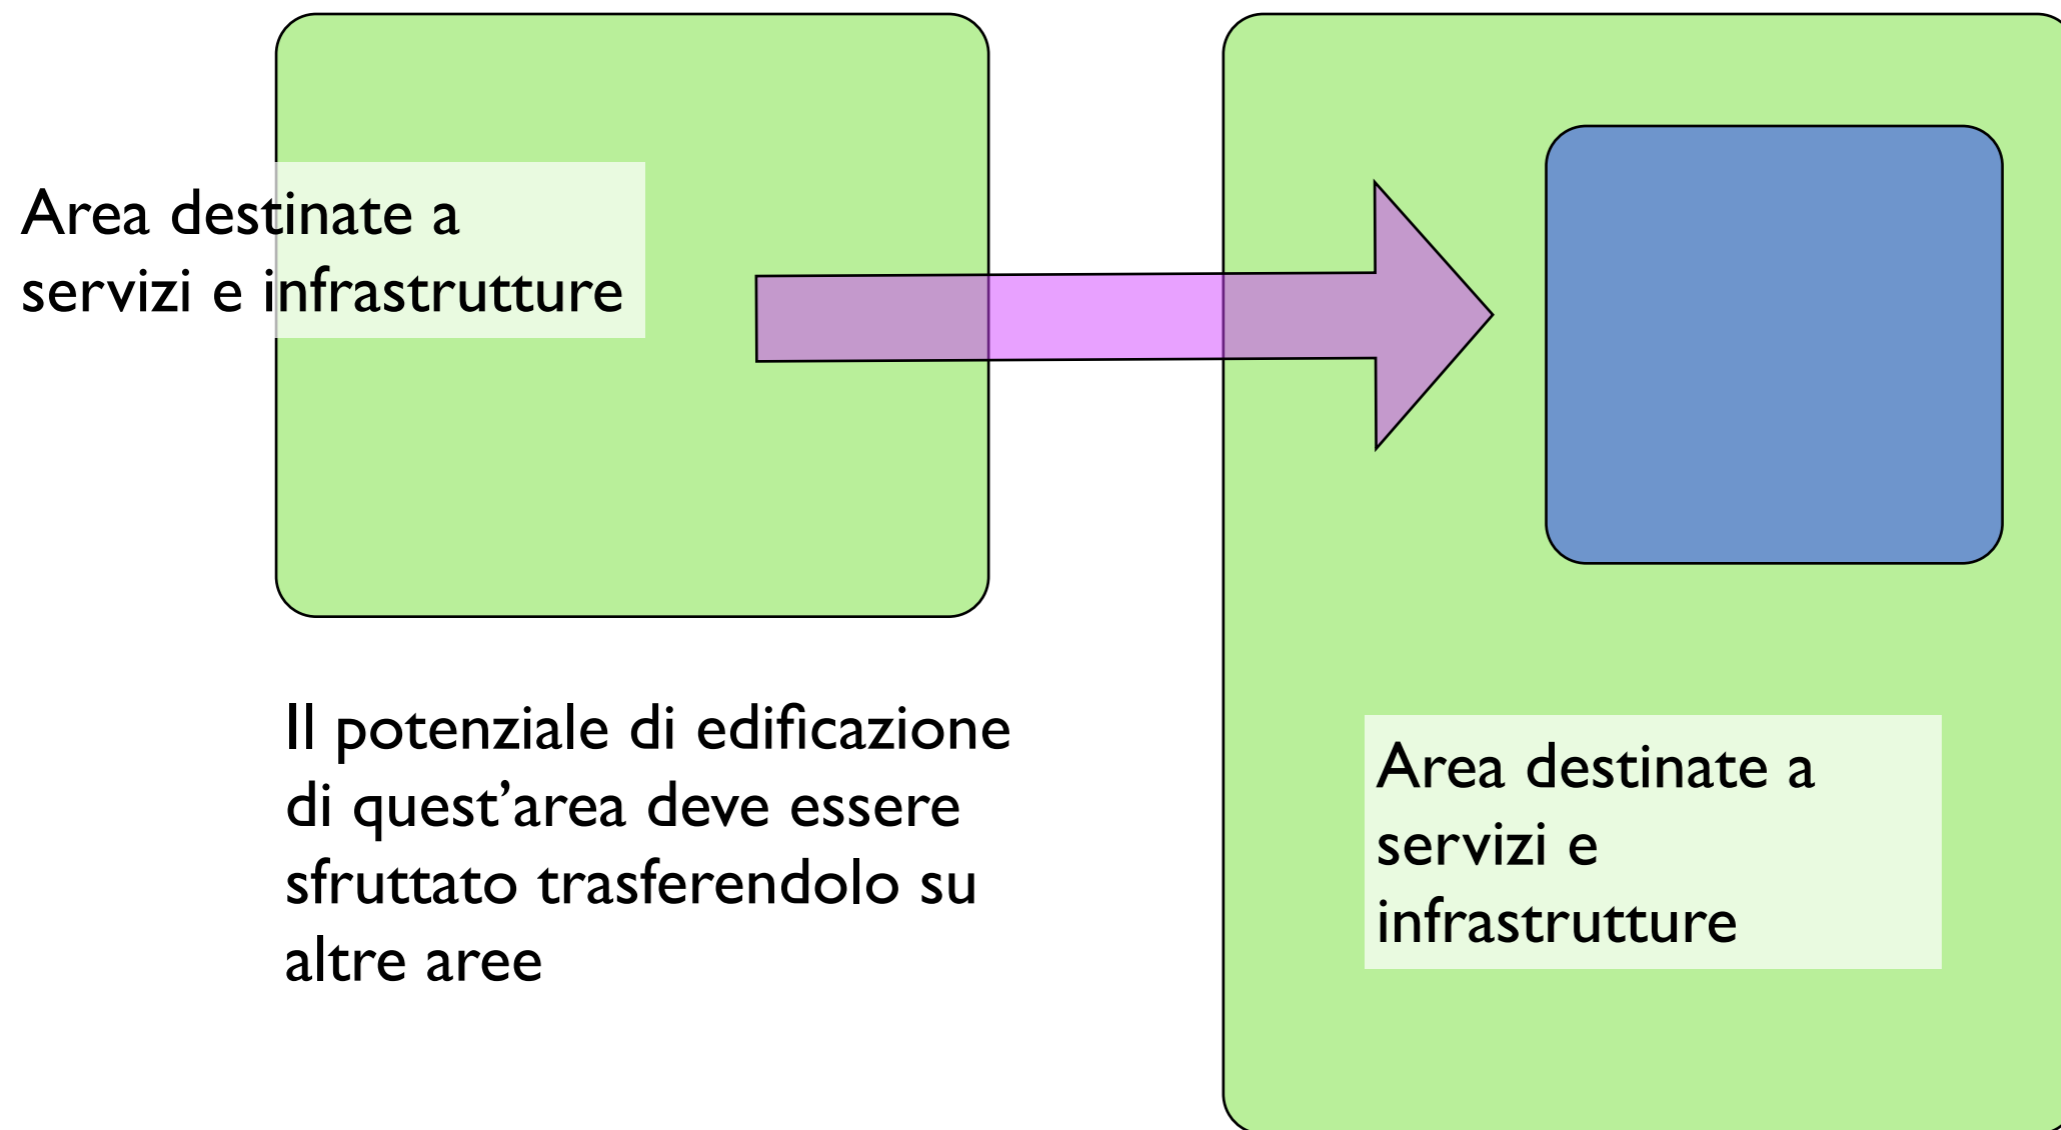 Area destinate a
servizi e infrastrutture
Il potenziale di edificazione
di quest’area deve essere
sfruttato trasferendolo su
altre aree
Area destinate a
servizi e
infrastrutture